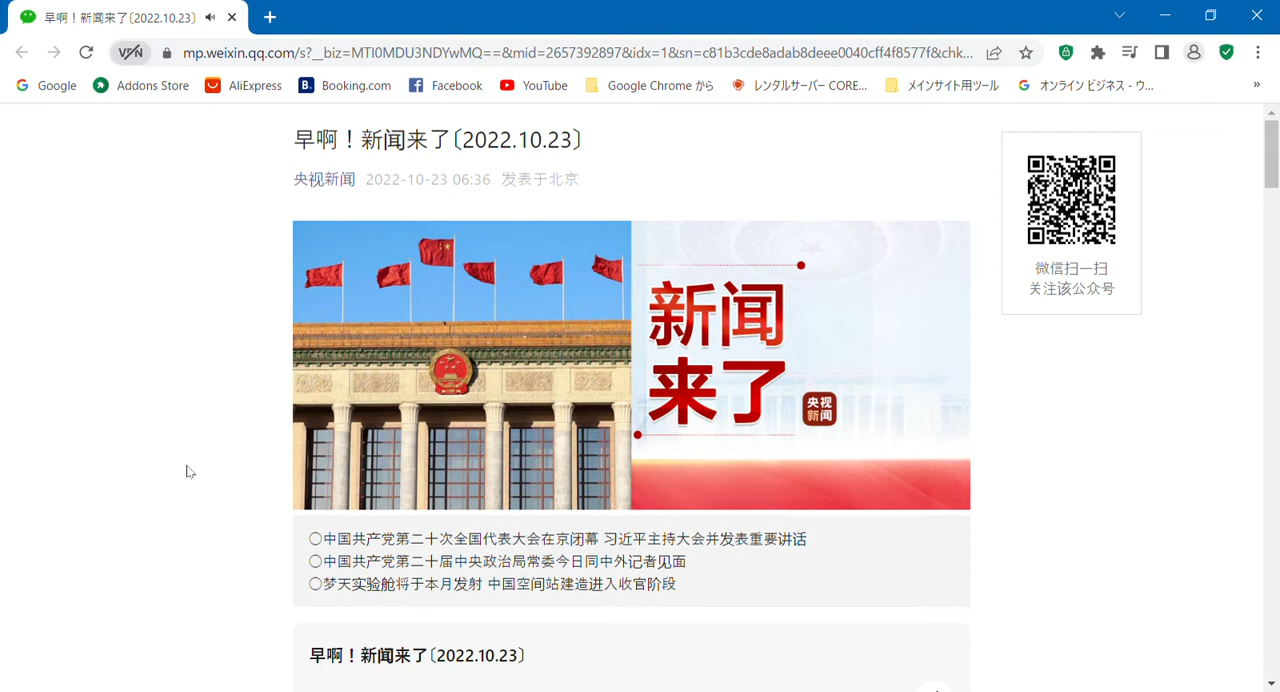 早啊！新闻来了〔2022.10.23〕
VPN
mp.weixin.qq.com/s?__biz=MTI0MDU3NDYwMQ==&mid=2657392897&idx=1&sn=c81b3cde8adab8deee0040cff4f8577f&chk...
Google Addons Store AliExpress B. Booking.com Facebook YouTube Google Chrome から レンタルサーバー CORE... メインサイト用ツール オンライン ビジネス - ウ... »
早啊！新闻来了〔2022.10.23〕
央视新闻 2022-10-23 06:36 发表于北京
微信扫一扫
关注该公众号
新闻
来了
央视
新闻
〇中国共产党第二十次全国代表大会在京闭幕 习近平主持大会并发表重要讲话
〇中国共产党第二十届中央政治局常委今日同中外记者见面
〇梦天实验舱将于本月发射 中国空间站建造进入收官阶段
早啊！新闻来了〔2022.10.23〕